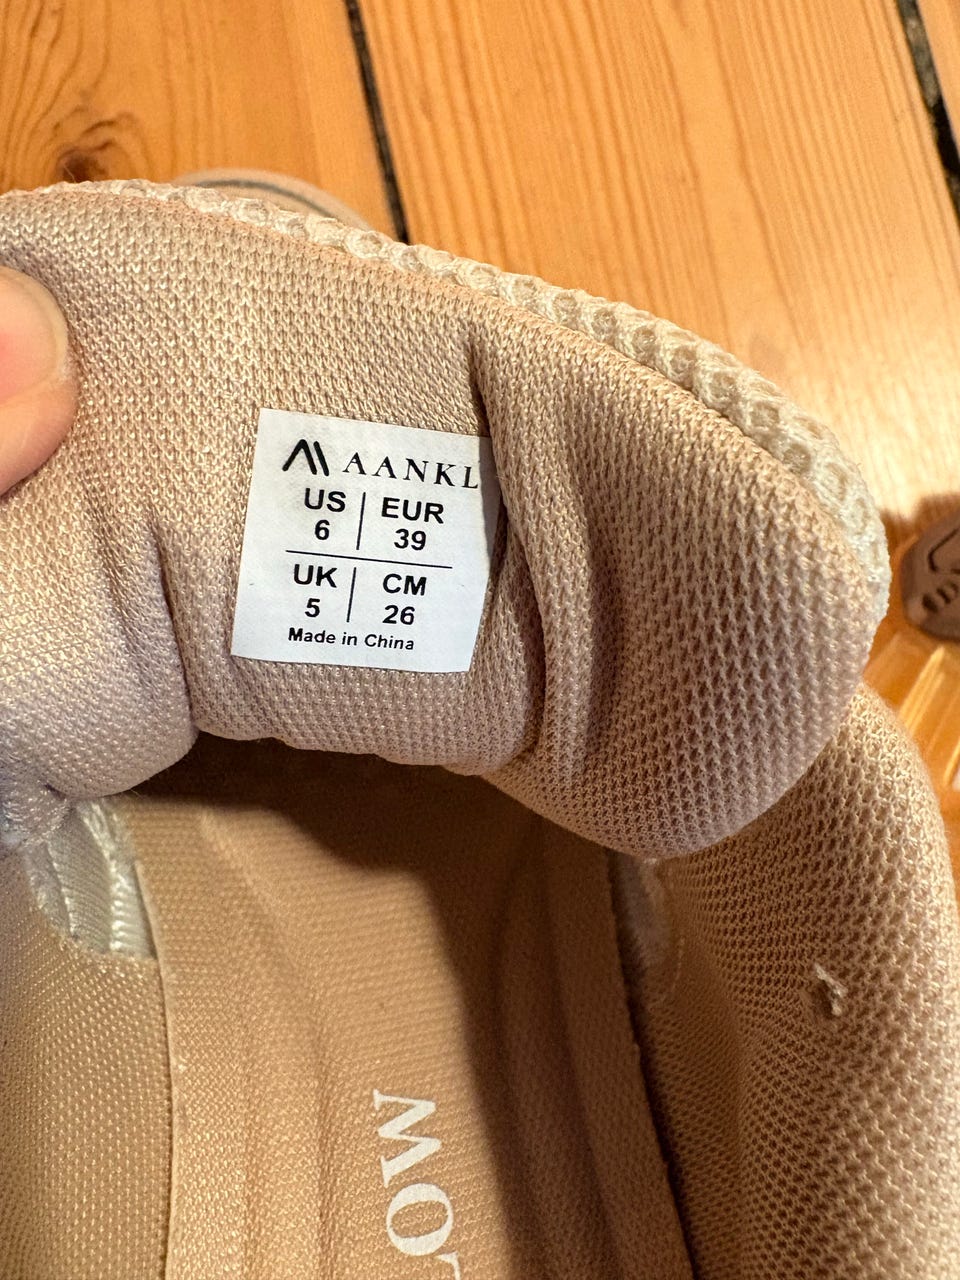 AANKL
US | EUR
6 | 39
UK | CM
5 | 26
Made in China